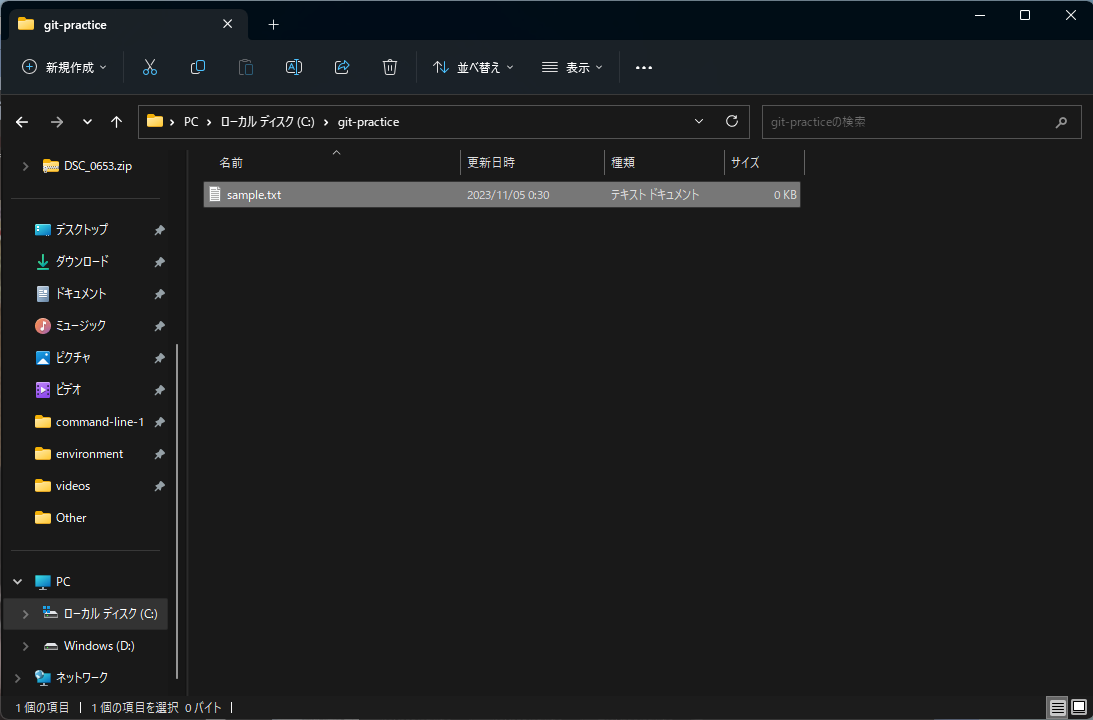 git-practice
新規作成
並べ替え
表示
PC
ローカル ディスク (C:)
git-practice
git-practiceの検索
DSC_0653.zip
デスクトップ
ダウンロード
ドキュメント
ミュージック
ピクチャ
ビデオ
command-line-1
environment
videos
Other
PC
ローカル ディスク (C:)
Windows (D:)
ネットワーク
名前 更新日時 種類 サイズ
sample.txt 2023/11/05 0:30 テキスト ドキュメント 0 KB
1 個の項目 1 個の項目を選択 0 バイト